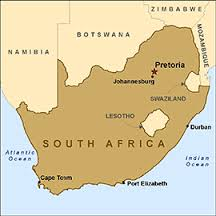 ZIMBABWE
BOTSWANA
MOZAMBIQUE
NAMIBIA
Pretoria
Johannesburg
SWAZILAND
LESOTHO
Durban
SOUTH AFRICA
Atlantic
Ocean
Indian
Ocean
Cape Town
Port Elizabeth